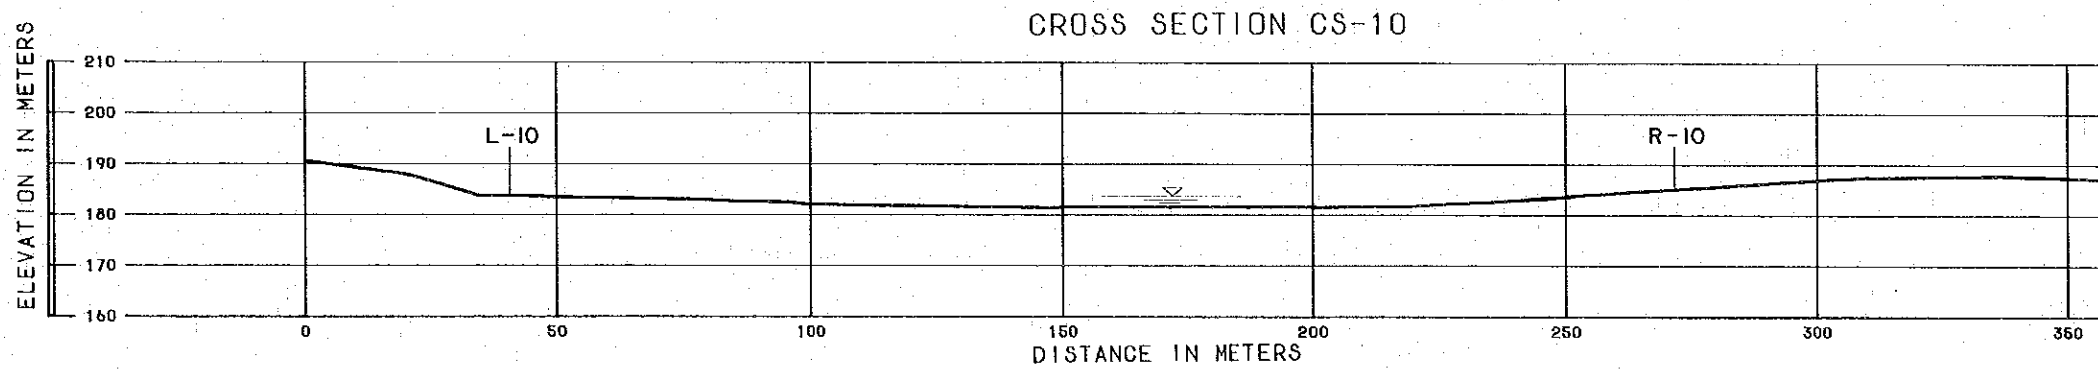 CROSS SECTION CS-10
ELEVATION IN METERS
210
200
190
180
170
160
L-10
R-10
0 50 100 150 200 250 300 350
DISTANCE IN METERS